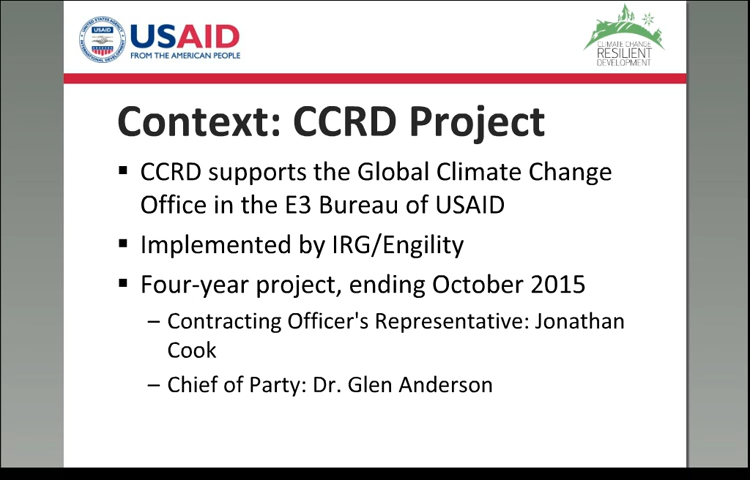 USAID
USAID
FROM THE AMERICAN PEOPLE
CLIMATE CHANGE
RESILIENT
DEVELOPMENT
Context: CCRD Project
▪ CCRD supports the Global Climate Change
Office in the E3 Bureau of USAID
▪ Implemented by IRG/Engility
▪ Four-year project, ending October 2015
– Contracting Officer's Representative: Jonathan
Cook
– Chief of Party: Dr. Glen Anderson